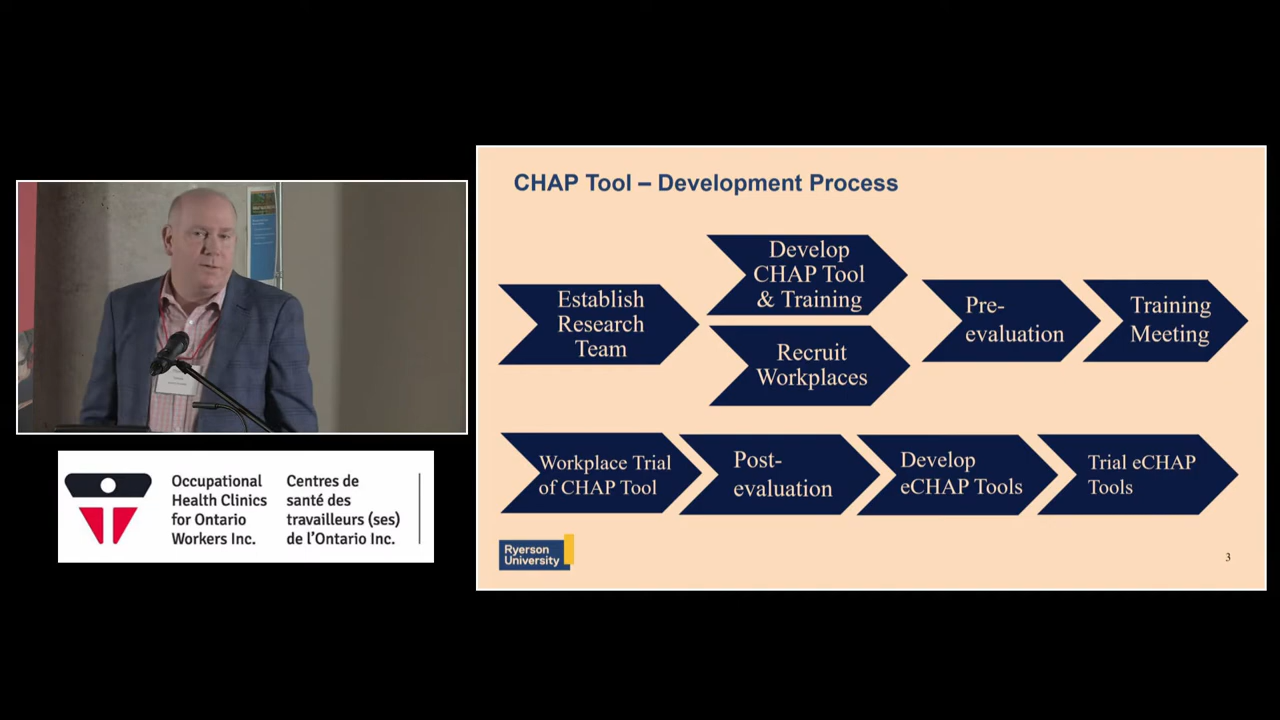 CHAP Tool – Development Process
Establish
Research
Team
Develop
CHAP Tool
& Training
Recruit
Workplaces
Pre-
evaluation
Training
Meeting
Workplace Trial
of CHAP Tool
Post-
evaluation
Develop
eCHAP Tools
Trial eCHAP
Tools
Ryerson
University
3
Occupational
Health Clinics
for Ontario
Workers Inc.
Centres de
santé des
travailleurs (ses)
de l'Ontario Inc.